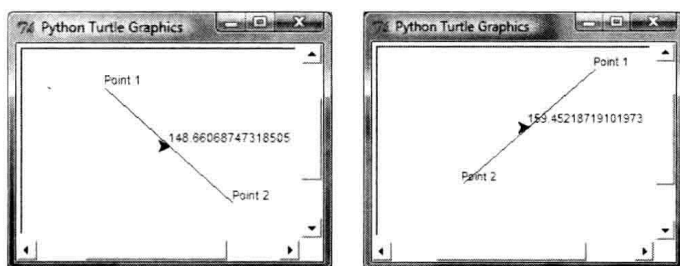 Python Turtle Graphics
Point 1
148.66068747318505
Point 2
Python Turtle Graphics
Point 1
159.45218719101973
Point 2